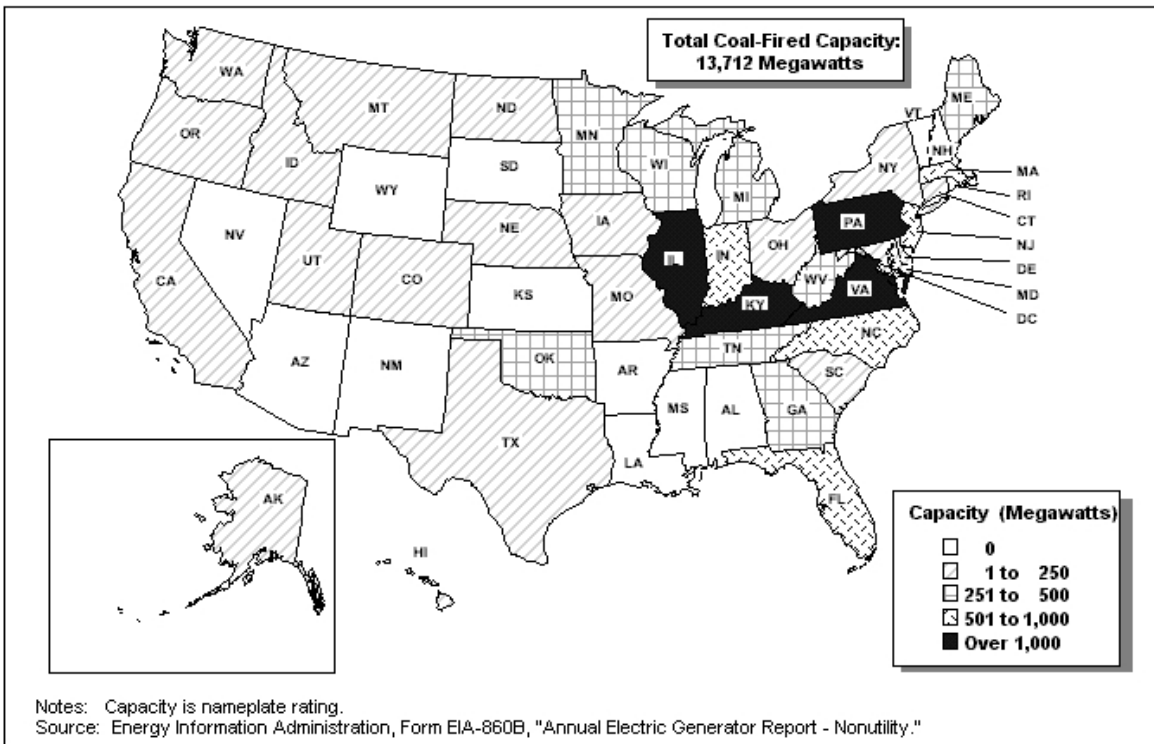 Total Coal-Fired Capacity:
13,712 Megawatts
WA
MT
ND
MN
ME
VT
NH
OR
ID
SD
WI
NY
MA
WY
MI
RI
CT
NV
NE
IA
PA
NJ
UT
CO
IL
IN
OH
DE
CA
KS
MO
WV
VA
MD
KY
DC
AZ
NM
OK
AR
TN
NC
SC
MS
AL
GA
TX
LA
FL
AK
HI
Capacity (Megawatts)
0
1 to 250
251 to 500
501 to 1,000
Over 1,000
Notes: Capacity is nameplate rating.
Source: Energy Information Administration, Form EIA-860B, "Annual Electric Generator Report - Nonutility."